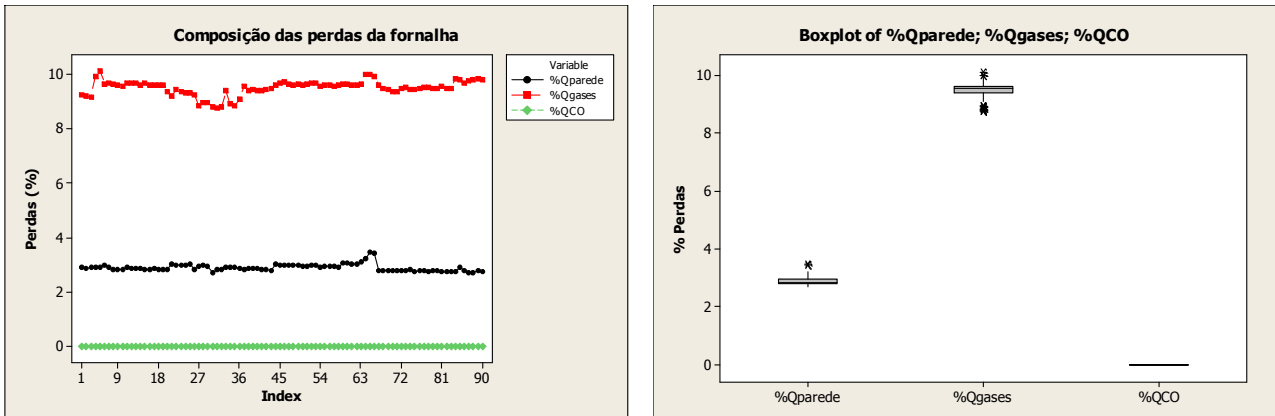 Composição das perdas da fornalha
Variable
%Qparede
%Qgases
%QCO
Perdas (%)
10
8
6
4
2
0
1 9 18 27 36 45 54 63 72 81 90
Index
Boxplot of %Qparede; %Qgases; %QCO
% Perdas
10
8
6
4
2
0
%Qparede %Qgases %QCO